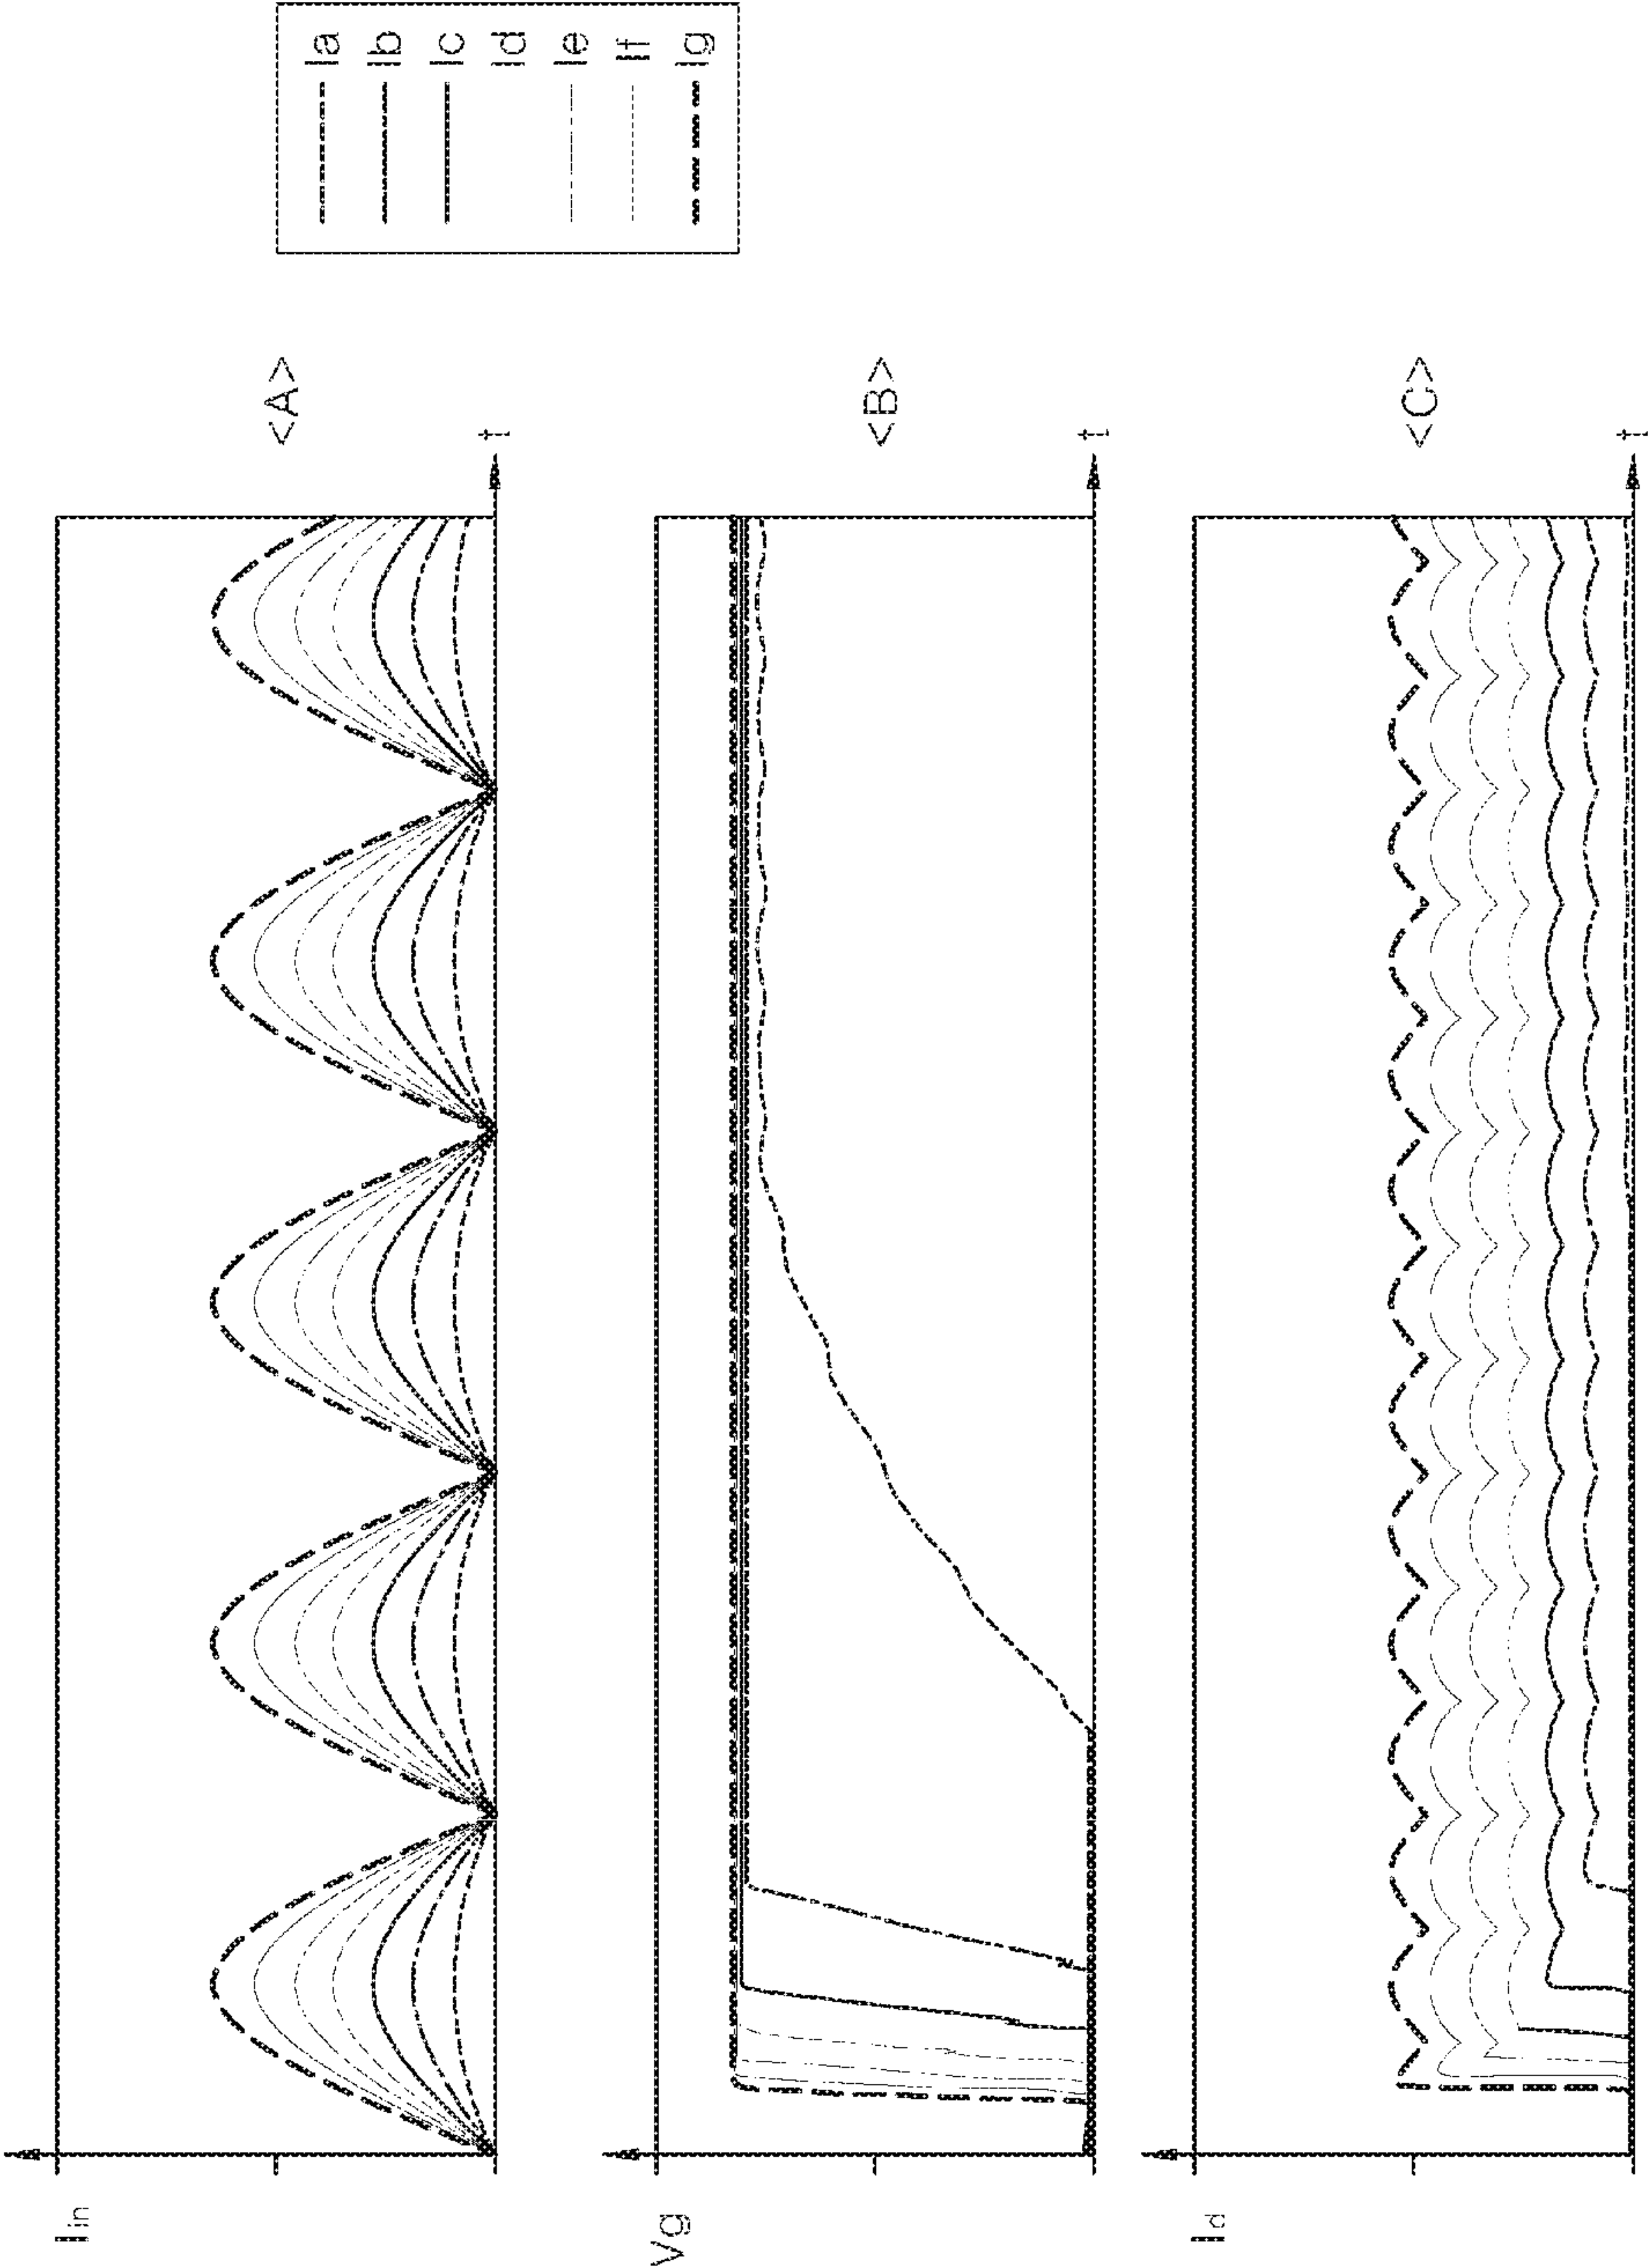 Ia
Ib
Ic
Id
Ie
If
Ig
Iin
<A>
t
Vg
<B>
t
Id
<C>
t